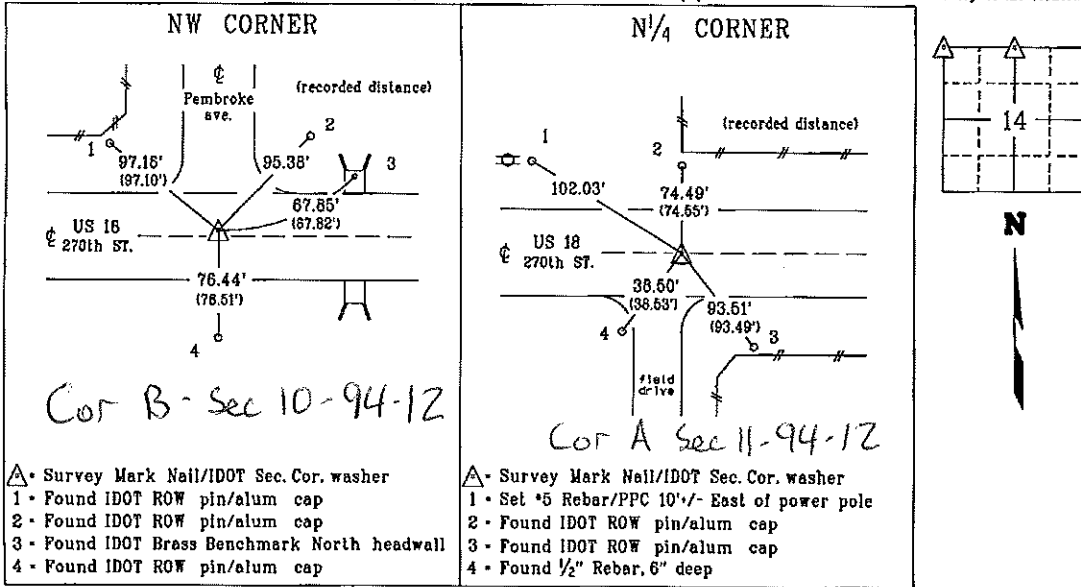 NW CORNER
℄
Pembroke
ave.
(recorded distance)
1
2
3
97.16'
(97.10')
95.38'
67.85'
(67.82')
℄ US 18
270th ST.
76.44'
(76.51')
4
Cor B - Sec 10-94-12
△ - Survey Mark Nail/IDOT Sec. Cor. washer
1 - Found IDOT ROW pin/alum cap
2 - Found IDOT ROW pin/alum cap
3 - Found IDOT Brass Benchmark North headwall
4 - Found IDOT ROW pin/alum cap
N1/4 CORNER
(recorded distance)
1
2
102.03'
74.49'
(74.55')
℄ US 18
270th ST.
38.50'
(38.53')
93.51'
(93.49')
4
3
field
drive
Cor A Sec 11-94-12
△ - Survey Mark Nail/IDOT Sec. Cor. washer
1 - Set #5 Rebar/PPC 10'+/- East of power pole
2 - Found IDOT ROW pin/alum cap
3 - Found IDOT ROW pin/alum cap
4 - Found 1/2" Rebar, 6" deep
14
N